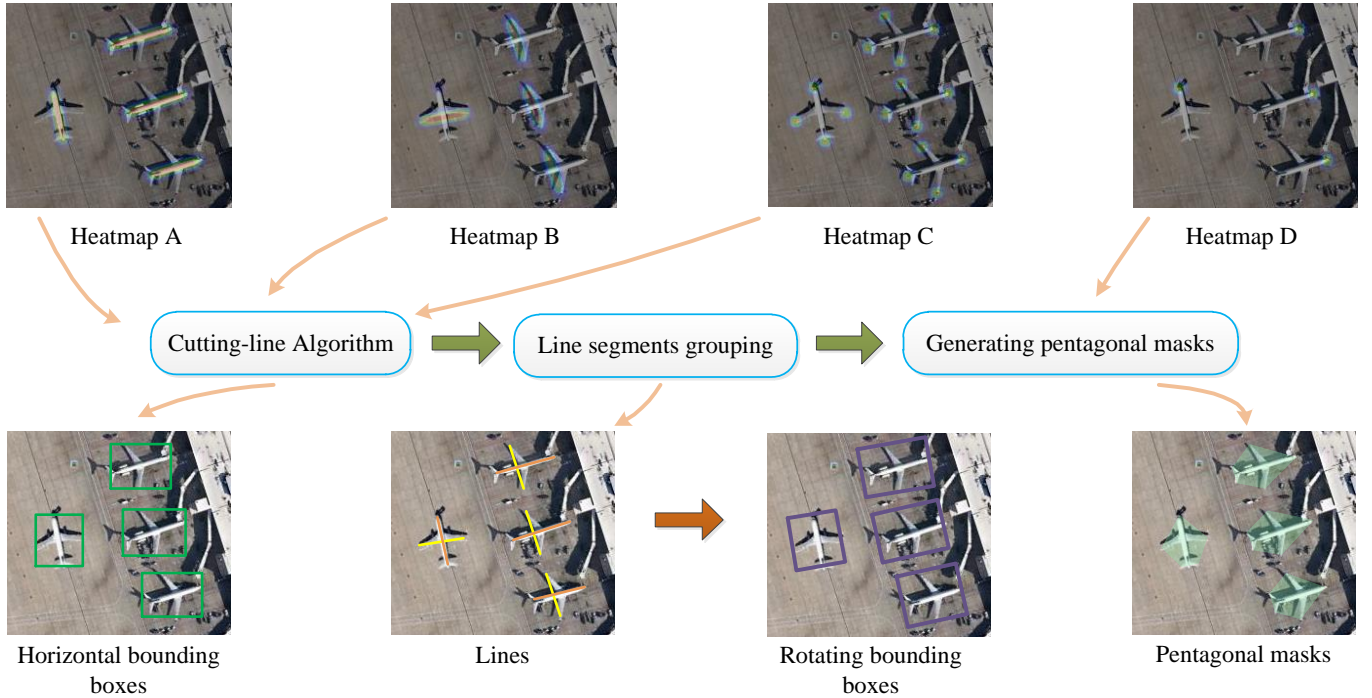 Heatmap A
Heatmap B
Heatmap C
Heatmap D
Cutting-line Algorithm
Line segments grouping
Generating pentagonal masks
Horizontal bounding
boxes
Lines
Rotating bounding
boxes
Pentagonal masks